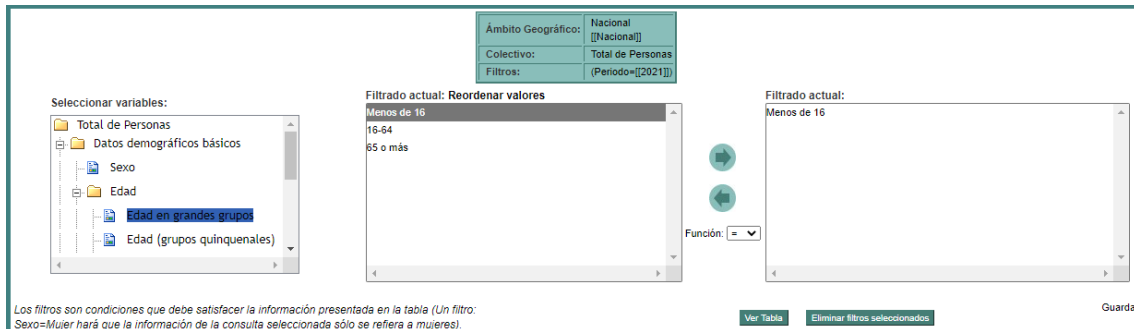 Ámbito Geográfico: Nacional
[[Nacional]]
Colectivo: Total de Personas
Filtros: (Periodo=[[2021]])
Seleccionar variables:
Total de Personas
Datos demográficos básicos
Sexo
Edad
Edad en grandes grupos
Edad (grupos quinquenales)
Filtrado actual: Reordenar valores
Menos de 16
16-64
65 o más
Función: =
Filtrado actual:
Menos de 16
Los filtros son condiciones que debe satisfacer la información presentada en la tabla (Un filtro:
Sexo=Mujer hará que la información de la consulta seleccionada sólo se refiera a mujeres).
Ver Tabla
Eliminar filtros seleccionados
Guarda